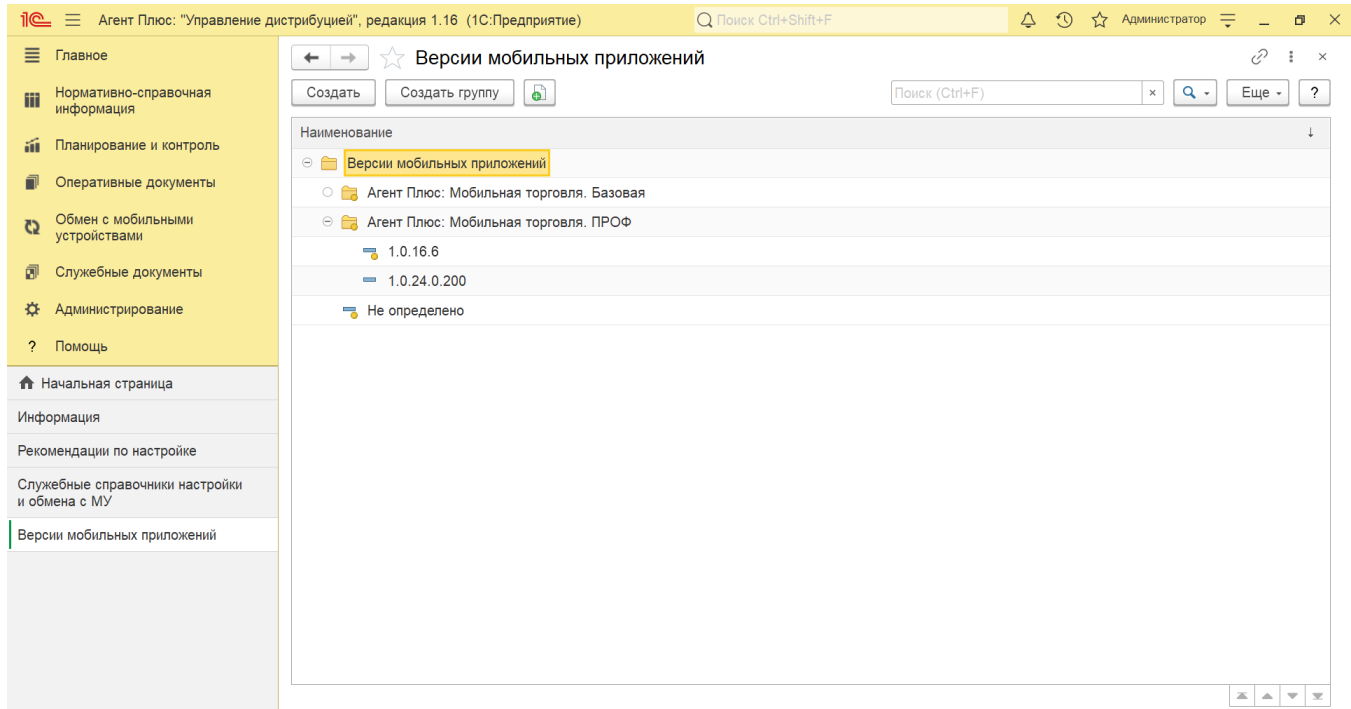 Агент Плюс: "Управление дистрибуцией", редакция 1.16 (1С:Предприятие)
Поиск Ctrl+Shift+F
Администратор
Главное
Нормативно-справочная
информация
Планирование и контроль
Оперативные документы
Обмен с мобильными
устройствами
Служебные документы
Администрирование
? Помощь
Начальная страница
Информация
Рекомендации по настройке
Служебные справочники настройки
и обмена с МУ
Версии мобильных приложений
Версии мобильных приложений
Создать
Создать группу
Поиск (Ctrl+F)
×
Еще
?
Наименование
Версии мобильных приложений
Агент Плюс: Мобильная торговля. Базовая
Агент Плюс: Мобильная торговля. ПРОФ
1.0.16.6
1.0.24.0.200
Не определено